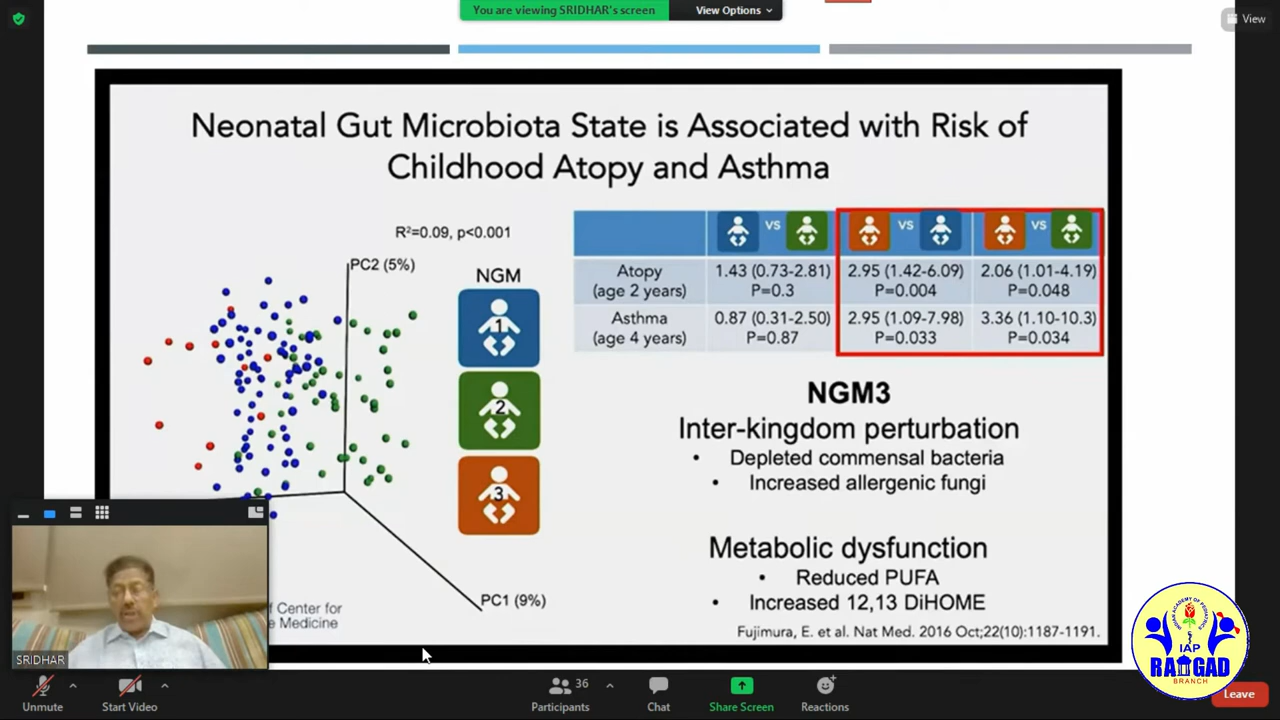 You are viewing SRIDHAR's screen
View Options
View
Neonatal Gut Microbiota State is Associated with Risk of
Childhood Atopy and Asthma
R²=0.09, p<0.001
PC2 (5%)
NGM
1
2
3
PC1 (9%)
VS
VS
VS
Atopy
(age 2 years)
1.43 (0.73-2.81)
P=0.3
2.95 (1.42-6.09)
P=0.004
2.06 (1.01-4.19)
P=0.048
Asthma
(age 4 years)
0.87 (0.31-2.50)
P=0.87
2.95 (1.09-7.98)
P=0.033
3.36 (1.10-10.3)
P=0.034
NGM3
Inter-kingdom perturbation
• Depleted commensal bacteria
• Increased allergenic fungi
Metabolic dysfunction
• Reduced PUFA
• Increased 12,13 DiHOME
Fujimura, E. et al. Nat Med. 2016 Oct;22(10):1187-1191.
f Center for
e Medicine
SRIDHAR
INDIAN ACADEMY OF PEDIATRICS
IAP
RAIGAD
BRANCH
Unmute
Start Video
36
Participants
Chat
Share Screen
Reactions
Leave